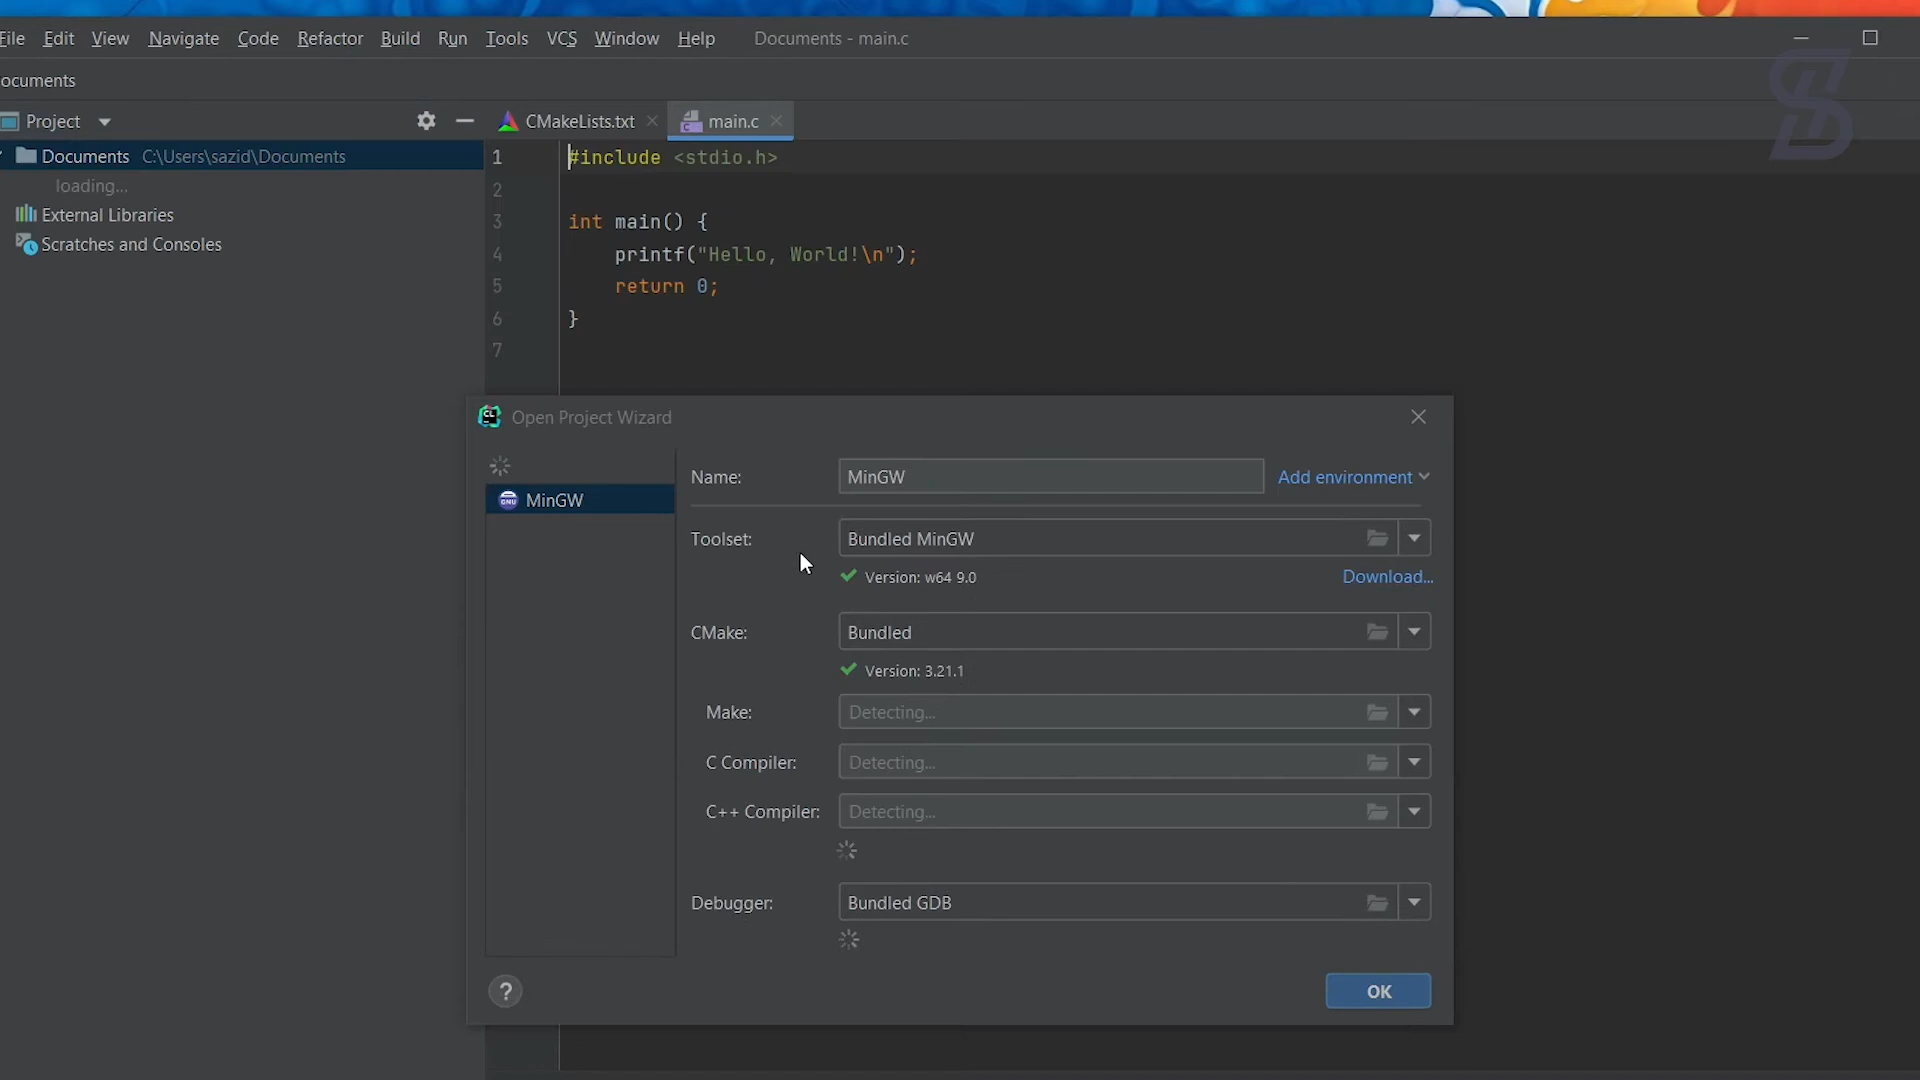 File Edit View Navigate Code Refactor Build Run Tools VCS Window Help Documents - main.c
ocuments
Project CMakeLists.txt main.c
Documents C:\Users\sazid\Documents
loading...
External Libraries
Scratches and Consoles
1 #include <stdio.h>
2
3 int main() {
4 printf("Hello, World!\n");
5 return 0;
6 }
7
Open Project Wizard
MinGW
Name: MinGW Add environment
Toolset: Bundled MinGW
Version: w64 9.0 Download...
CMake: Bundled
Version: 3.21.1
Make: Detecting...
C Compiler: Detecting...
C++ Compiler: Detecting...
Debugger: Bundled GDB
? OK